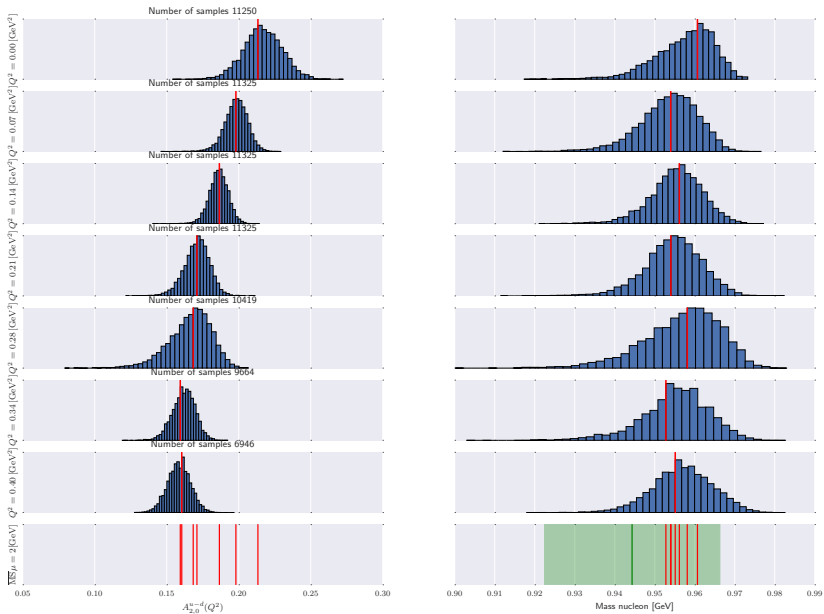 Number of samples 11250
Q² = 0.00 [GeV²]
Number of samples 11325
Q² = 0.07 [GeV²]
Number of samples 11325
Q² = 0.14 [GeV²]
Number of samples 11325
Q² = 0.21 [GeV²]
Number of samples 10419
Q² = 0.28 [GeV²]
Number of samples 9664
Q² = 0.34 [GeV²]
Number of samples 6946
Q² = 0.40 [GeV²]
M̅S̅ μ = 2[GeV]
0.05 0.10 0.15 0.20 0.25 0.30
0.90 0.91 0.92 0.93 0.94 0.95 0.96 0.97 0.98 0.99
A₂,₀ᵘ⁻ᵈ(Q²)
Mass nucleon [GeV]